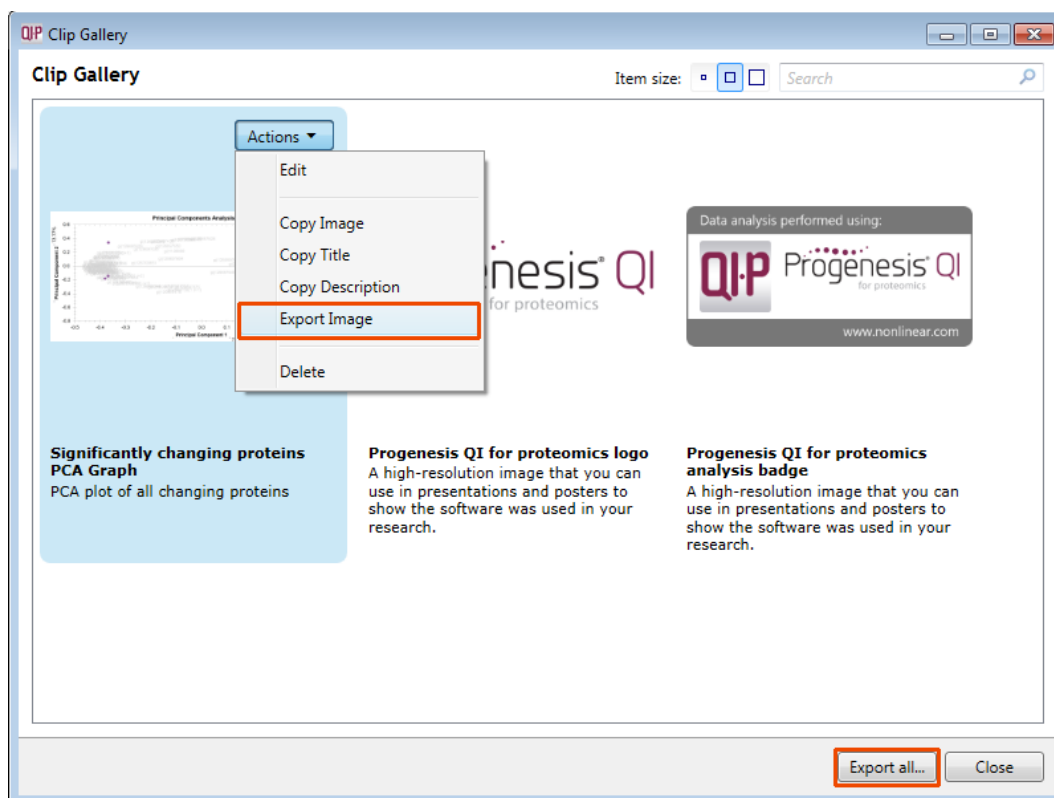 QI·P Clip Gallery
Clip Gallery
Item size:
Search
Actions
Edit
Copy Image
Copy Title
Copy Description
Export Image
Delete
Principal Components Analysis
Principal Component 1
enesis QI
for proteomics
Data analysis performed using:
QI·P Progenesis QI
for proteomics
www.nonlinear.com
Significantly changing proteins
PCA Graph
PCA plot of all changing proteins
Progenesis QI for proteomics logo
A high-resolution image that you can
use in presentations and posters to
show the software was used in your
research.
Progenesis QI for proteomics
analysis badge
A high-resolution image that you can
use in presentations and posters to
show the software was used in your
research.
Export all...
Close